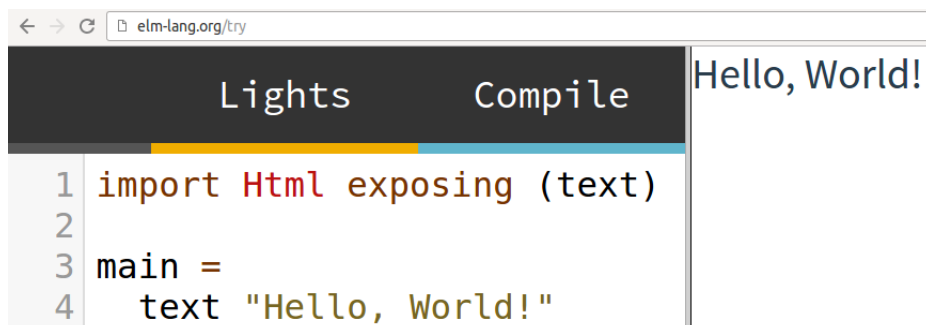 elm-lang.org/try
Lights Compile
Hello, World!
1 import Html exposing (text)
2
3 main =
4   text "Hello, World!"